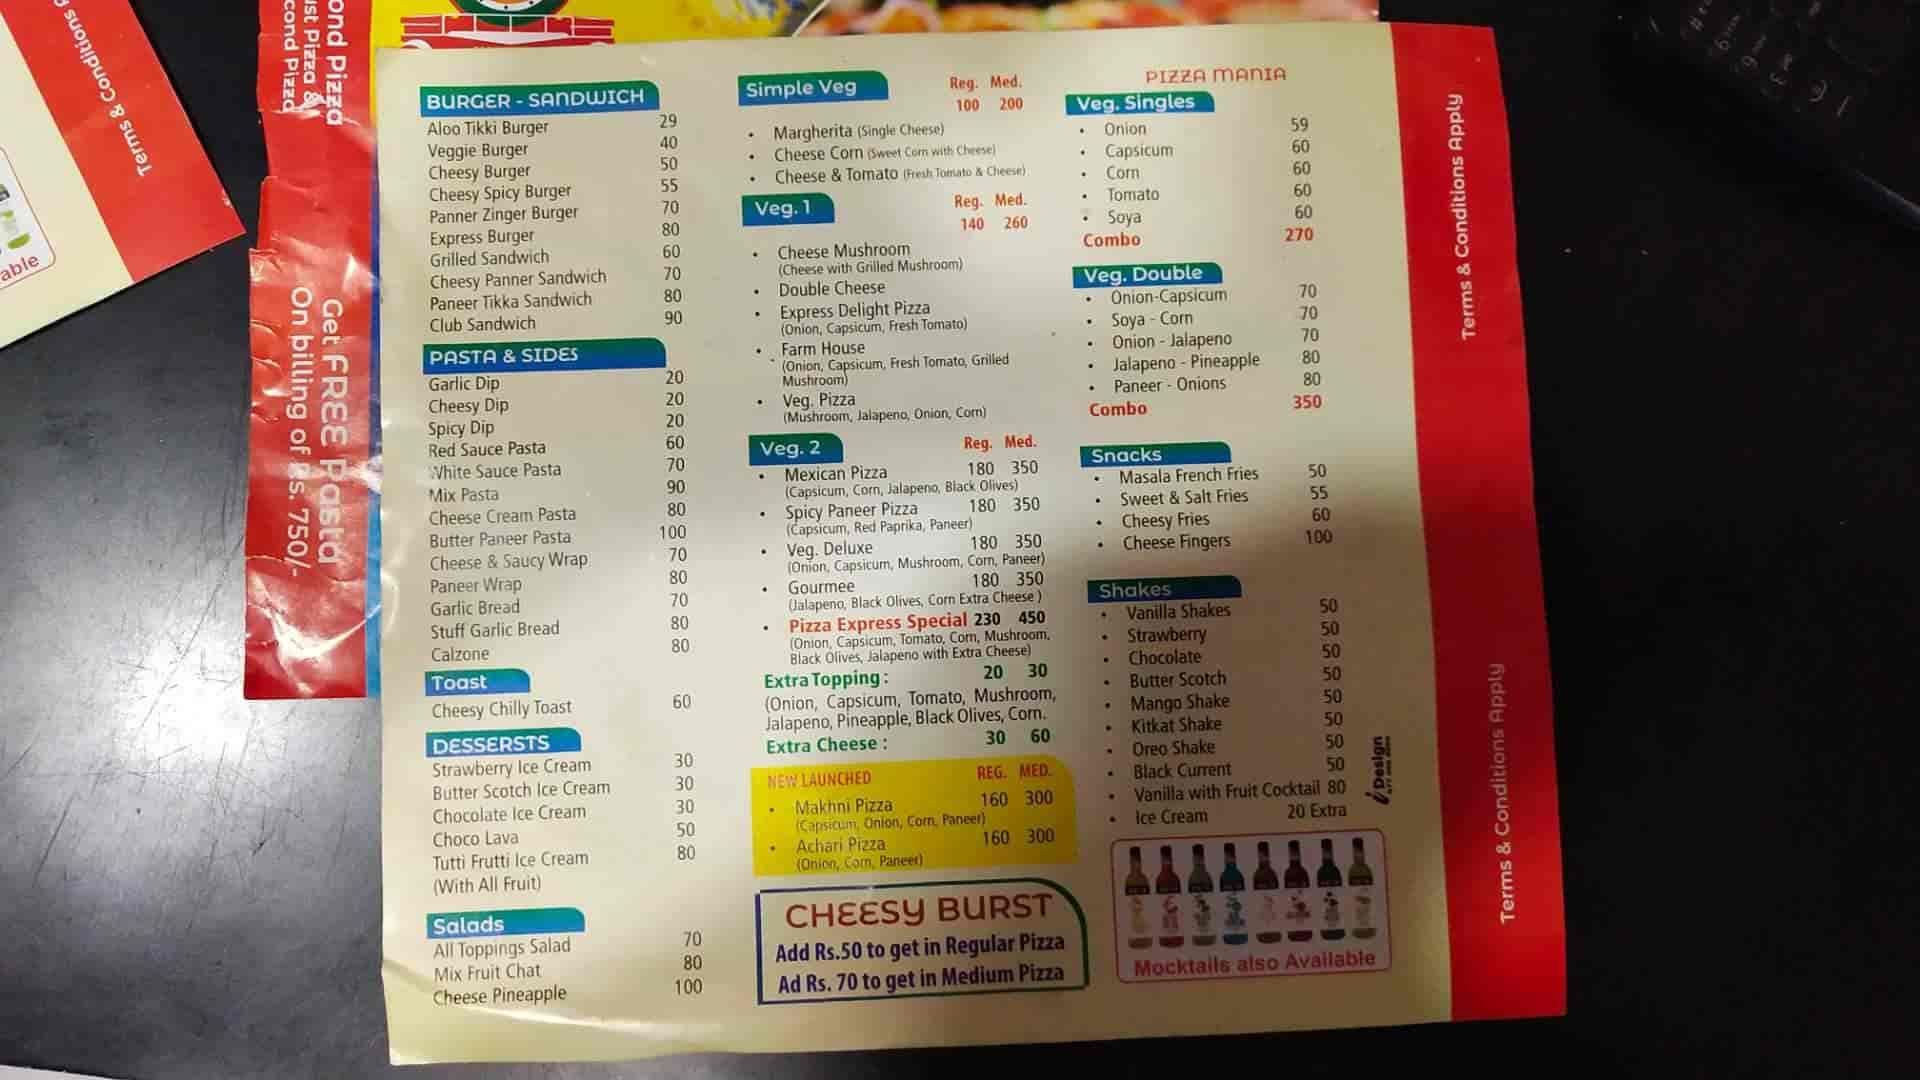 BURGER - SANDWICH
Aloo Tikki Burger 29
Veggie Burger 40
Cheesy Burger 50
Cheesy Spicy Burger 55
Panner Zinger Burger 70
Express Burger 80
Grilled Sandwich 60
Cheesy Panner Sandwich 70
Paneer Tikka Sandwich 80
Club Sandwich 90
PASTA & SIDES
Garlic Dip 20
Cheesy Dip 20
Spicy Dip 20
Red Sauce Pasta 60
White Sauce Pasta 70
Mix Pasta 90
Cheese Cream Pasta 80
Butter Paneer Pasta 100
Cheese & Saucy Wrap 70
Paneer Wrap 80
Garlic Bread 70
Stuff Garlic Bread 80
Calzone 80
Toast
Cheesy Chilly Toast 60
DESSERSTS
Strawberry Ice Cream 30
Butter Scotch Ice Cream 30
Chocolate Ice Cream 30
Choco Lava 50
Tutti Frutti Ice Cream 80
(With All Fruit)
Salads
All Toppings Salad 70
Mix Fruit Chat 80
Cheese Pineapple 100
Simple Veg Reg. Med.
100 200
• Margherita (Single Cheese)
• Cheese Corn (Sweet Corn with Cheese)
• Cheese & Tomato (Fresh Tomato & Cheese)
Veg. 1 Reg. Med.
140 260
• Cheese Mushroom
(Cheese with Grilled Mushroom)
• Double Cheese
• Express Delight Pizza
(Onion, Capsicum, Fresh Tomato)
• Farm House
(Onion, Capsicum, Fresh Tomato, Grilled
Mushroom)
• Veg. Pizza
(Mushroom, Jalapeno, Onion, Corn)
Veg. 2 Reg. Med.
• Mexican Pizza 180 350
(Capsicum, Corn, Jalapeno, Black Olives)
• Spicy Paneer Pizza 180 350
(Capsicum, Red Paprika, Paneer)
• Veg. Deluxe 180 350
(Onion, Capsicum, Mushroom, Corn, Paneer)
• Gourmee 180 350
(Jalapeno, Black Olives, Corn Extra Cheese )
• Pizza Express Special 230 450
(Onion, Capsicum, Tomato, Corn, Mushroom,
Black Olives, Jalapeno with Extra Cheese)
Extra Topping : 20 30
(Onion, Capsicum, Tomato, Mushroom,
Jalapeno, Pineapple, Black Olives, Corn.
Extra Cheese : 30 60
NEW LAUNCHED REG. MED.
• Makhni Pizza 160 300
(Capsicum, Onion, Corn, Paneer)
• Achari Pizza 160 300
(Onion, Corn, Paneer)
CHEESY BURST
Add Rs.50 to get in Regular Pizza
Ad Rs. 70 to get in Medium Pizza
PIZZA MANIA
Veg. Singles
• Onion 59
• Capsicum 60
• Corn 60
• Tomato 60
• Soya 60
Combo 270
Veg. Double
• Onion-Capsicum 70
• Soya - Corn 70
• Onion - Jalapeno 70
• Jalapeno - Pineapple 80
• Paneer - Onions 80
Combo 350
Snacks
• Masala French Fries 50
• Sweet & Salt Fries 55
• Cheesy Fries 60
• Cheese Fingers 100
Shakes
• Vanilla Shakes 50
• Strawberry 50
• Chocolate 50
• Butter Scotch 50
• Mango Shake 50
• Kitkat Shake 50
• Oreo Shake 50
• Black Current 50
• Vanilla with Fruit Cocktail 80
• Ice Cream 20 Extra
Mocktails also Available
iDesign
Terms & Conditions Apply
Terms & Conditions Apply
Get FREE Pasta
On billing of Rs. 750/-
ond Pizza
ust Pizza &
cond Pizza
Terms & Conditions
able